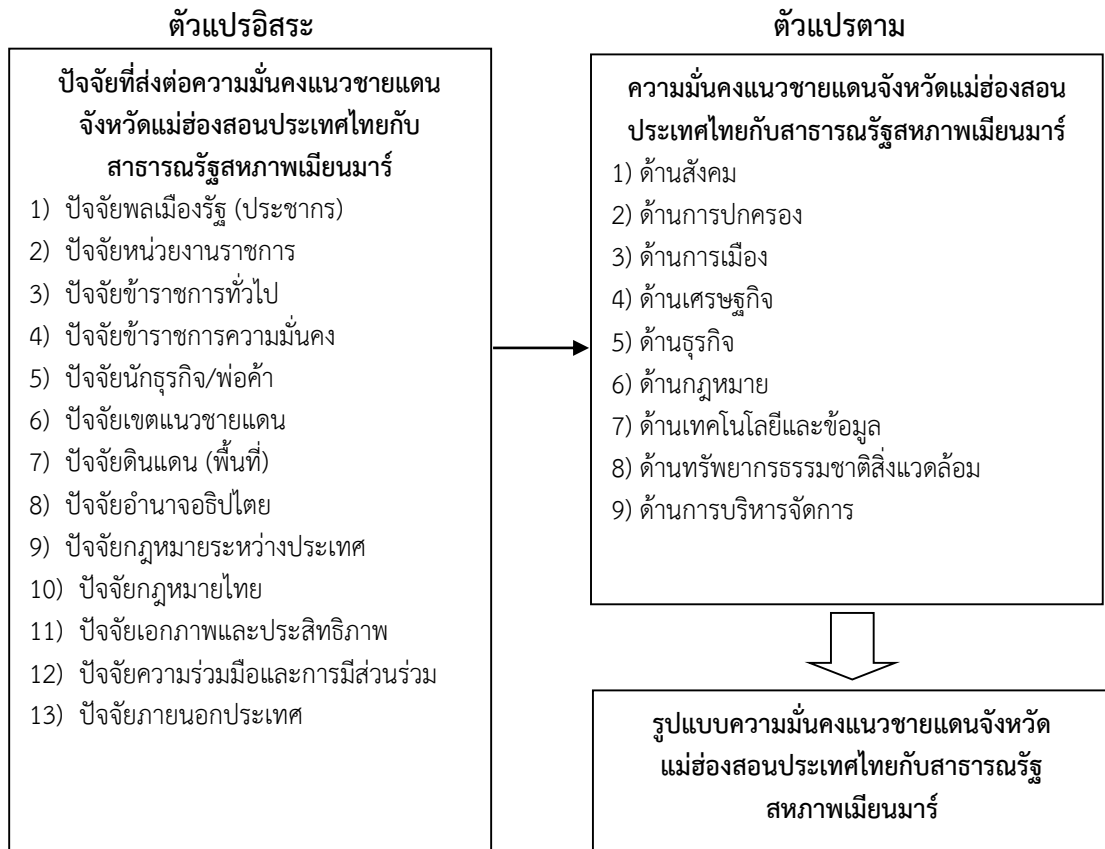 ตัวแปรอิสระ
ปัจจัยที่ส่งต่อความมั่นคงแนวชายแดน
จังหวัดแม่ฮ่องสอนประเทศไทยกับ
สาธารณรัฐสหภาพเมียนมาร์
1) ปัจจัยพลเมืองรัฐ (ประชากร)
2) ปัจจัยหน่วยงานราชการ
3) ปัจจัยข้าราชการทั่วไป
4) ปัจจัยข้าราชการความมั่นคง
5) ปัจจัยนักธุรกิจ/พ่อค้า
6) ปัจจัยเขตแนวชายแดน
7) ปัจจัยดินแดน (พื้นที่)
8) ปัจจัยอำนาจอธิปไตย
9) ปัจจัยกฎหมายระหว่างประเทศ
10) ปัจจัยกฎหมายไทย
11) ปัจจัยเอกภาพและประสิทธิภาพ
12) ปัจจัยความร่วมมือและการมีส่วนร่วม
13) ปัจจัยภายนอกประเทศ
ตัวแปรตาม
ความมั่นคงแนวชายแดนจังหวัดแม่ฮ่องสอน
ประเทศไทยกับสาธารณรัฐสหภาพเมียนมาร์
1) ด้านสังคม
2) ด้านการปกครอง
3) ด้านการเมือง
4) ด้านเศรษฐกิจ
5) ด้านธุรกิจ
6) ด้านกฎหมาย
7) ด้านเทคโนโลยีและข้อมูล
8) ด้านทรัพยากรธรรมชาติสิ่งแวดล้อม
9) ด้านการบริหารจัดการ
รูปแบบความมั่นคงแนวชายแดนจังหวัด
แม่ฮ่องสอนประเทศไทยกับสาธารณรัฐ
สหภาพเมียนมาร์